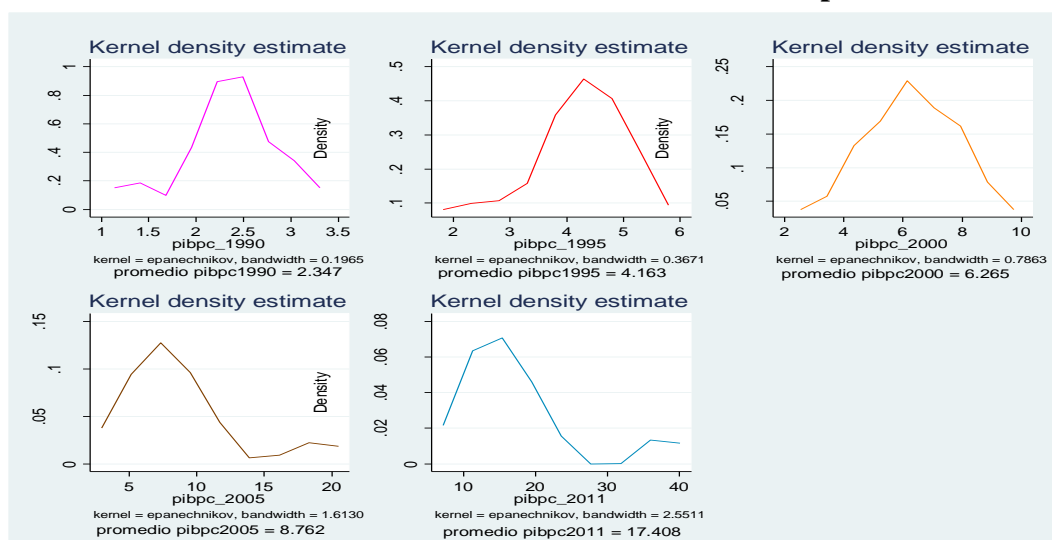 Kernel density estimate
1
.8
.6
.4
.2
0
Density
1 1.5 2 2.5 3 3.5
pibpc_1990
kernel = epanechnikov, bandwidth = 0.1965
promedio pibpc1990 = 2.347
Kernel density estimate
.5
.4
.3
.2
.1
Density
2 3 4 5 6
pibpc_1995
kernel = epanechnikov, bandwidth = 0.3671
promedio pibpc1995 = 4.163
Kernel density estimate
.25
.2
.15
.1
.05
2 4 6 8 10
pibpc_2000
kernel = epanechnikov, bandwidth = 0.7863
promedio pibpc2000 = 6.265
Kernel density estimate
.15
.1
.05
0
Density
5 10 15 20
pibpc_2005
kernel = epanechnikov, bandwidth = 1.6130
promedio pibpc2005 = 8.762
Kernel density estimate
.08
.06
.04
.02
0
10 20 30 40
pibpc_2011
kernel = epanechnikov, bandwidth = 2.5511
promedio pibpc2011 = 17.408